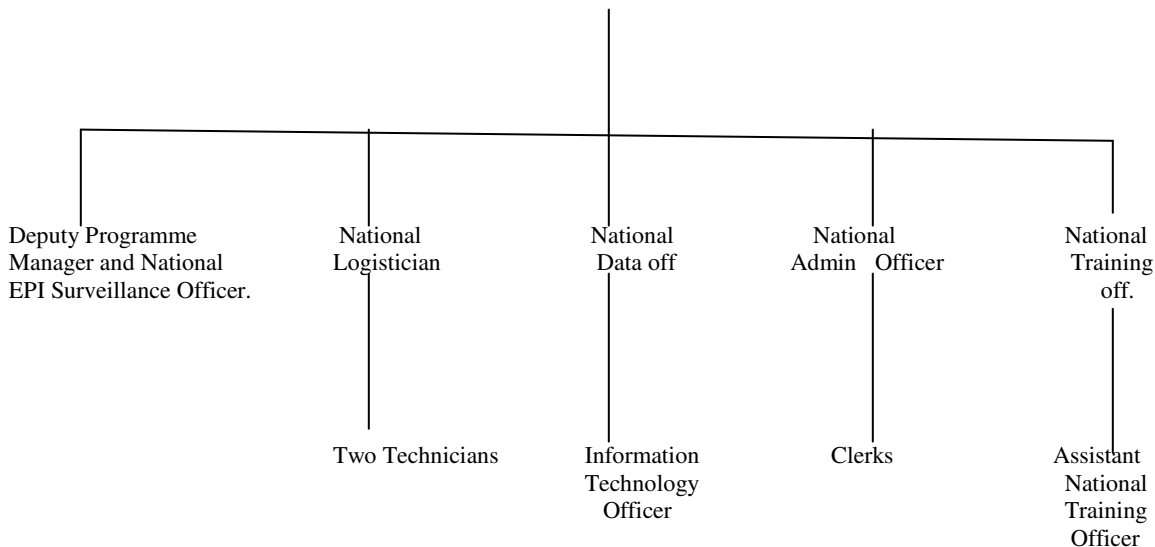 Deputy Programme
Manager and National
EPI Surveillance Officer.
National
Logistician
National
Data off
National
Admin Officer
National
Training
off.
Two Technicians
Information
Technology
Officer
Clerks
Assistant
National
Training
Officer